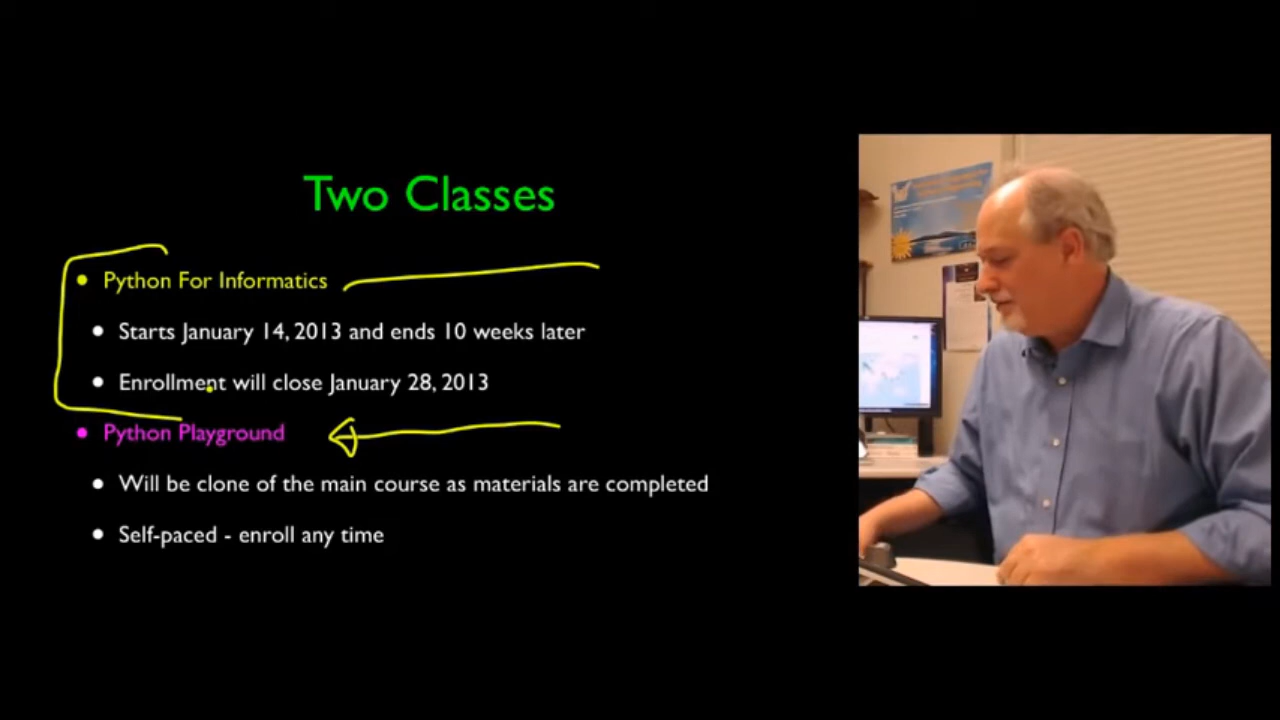 Two Classes
• Python For Informatics
• Starts January 14, 2013 and ends 10 weeks later
• Enrollment will close January 28, 2013
• Python Playground
• Will be clone of the main course as materials are completed
• Self-paced - enroll any time